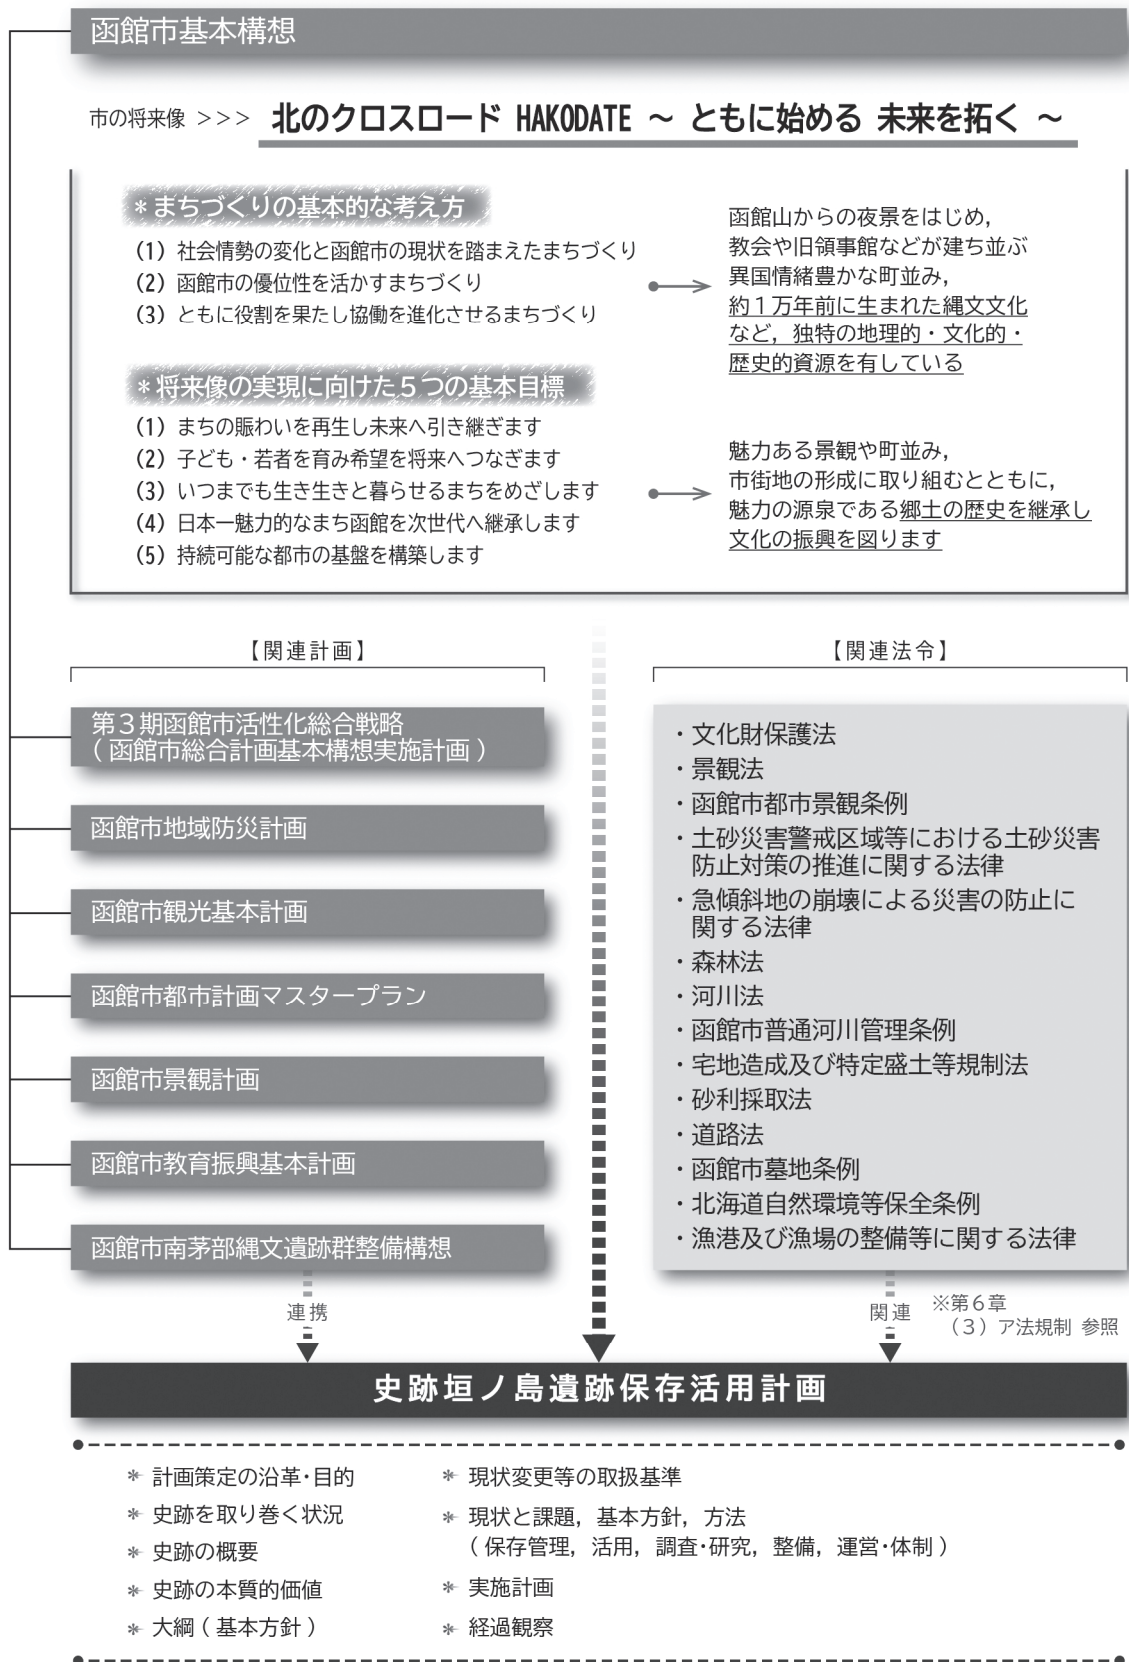 函館市基本構想
市の将来像 >>> 北のクロスロード HAKODATE ～ ともに始める 未来を拓く ～
*まちづくりの基本的な考え方
(1) 社会情勢の変化と函館市の現状を踏まえたまちづくり
(2) 函館市の優位性を活かすまちづくり
(3) ともに役割を果たし協働を進化させるまちづくり
函館山からの夜景をはじめ，
教会や旧領事館などが建ち並ぶ
異国情緒豊かな町並み，
約１万年前に生まれた縄文文化
など，独特の地理的・文化的・
歴史的資源を有している
*将来像の実現に向けた５つの基本目標
(1) まちの賑わいを再生し未来へ引き継ぎます
(2) 子ども・若者を育み希望を将来へつなぎます
(3) いつまでも生き生きと暮らせるまちをめざします
(4) 日本一魅力的なまち函館を次世代へ継承します
(5) 持続可能な都市の基盤を構築します
魅力ある景観や町並み，
市街地の形成に取り組むとともに，
魅力の源泉である郷土の歴史を継承し
文化の振興を図ります
【関連計画】
第３期函館市活性化総合戦略
（函館市総合計画基本構想実施計画）
函館市地域防災計画
函館市観光基本計画
函館市都市計画マスタープラン
函館市景観計画
函館市教育振興基本計画
函館市南茅部縄文遺跡群整備構想
連携
【関連法令】
・文化財保護法
・景観法
・函館市都市景観条例
・土砂災害警戒区域等における土砂災害
防止対策の推進に関する法律
・急傾斜地の崩壊による災害の防止に
関する法律
・森林法
・河川法
・函館市普通河川管理条例
・宅地造成及び特定盛土等規制法
・砂利採取法
・道路法
・函館市墓地条例
・北海道自然環境等保全条例
・漁港及び漁場の整備等に関する法律
関連
※第６章
（３）ア法規制 参照
史跡垣ノ島遺跡保存活用計画
* 計画策定の沿革・目的
* 史跡を取り巻く状況
* 史跡の概要
* 史跡の本質的価値
* 大綱（基本方針）
* 現状変更等の取扱基準
* 現状と課題，基本方針，方法
（保存管理，活用，調査・研究，整備，運営・体制）
* 実施計画
* 経過観察